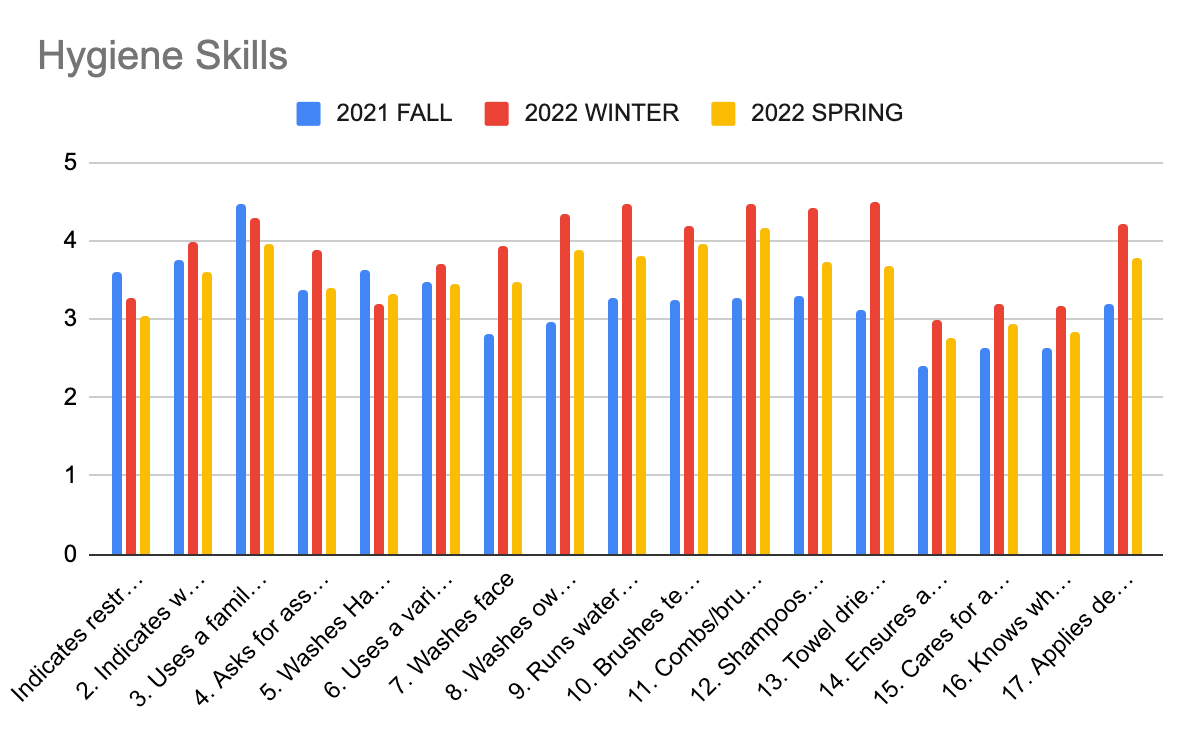 Hygiene Skills
2021 FALL 2022 WINTER 2022 SPRING
5
4
3
2
1
0
Indicates restr...
2. Indicates w...
3. Uses a famil...
4. Asks for ass...
5. Washes Ha...
6. Uses a vari...
7. Washes face
8. Washes ow...
9. Runs water...
10. Brushes te...
11. Combs/bru...
12. Shampoos...
13. Towel drie...
14. Ensures a...
15. Cares for a...
16. Knows wh...
17. Applies de...